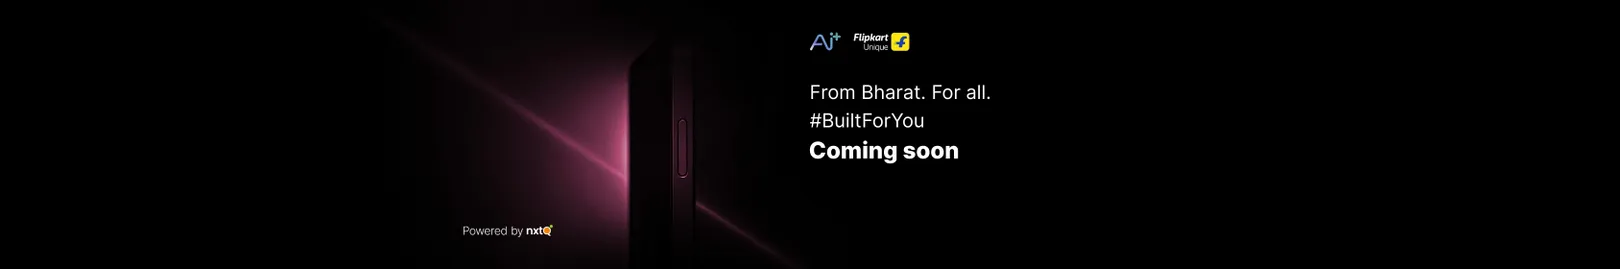 Ai+ Flipkart
Unique
From Bharat. For all.
#BuiltForYou
Coming soon
Powered by nxtQ